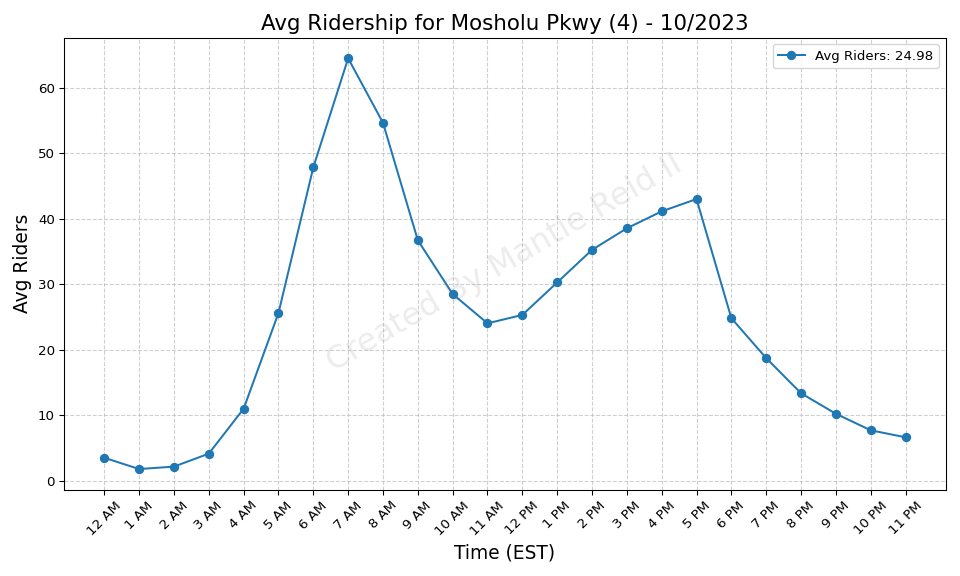 Avg Ridership for Mosholu Pkwy (4) - 10/2023
Avg Riders: 24.98
Avg Riders
60
50
40
30
20
10
0
Created By Mantle Reid II
12 AM
1 AM
2 AM
3 AM
4 AM
5 AM
6 AM
7 AM
8 AM
9 AM
10 AM
11 AM
12 PM
1 PM
2 PM
3 PM
4 PM
5 PM
6 PM
7 PM
8 PM
9 PM
10 PM
11 PM
Time (EST)